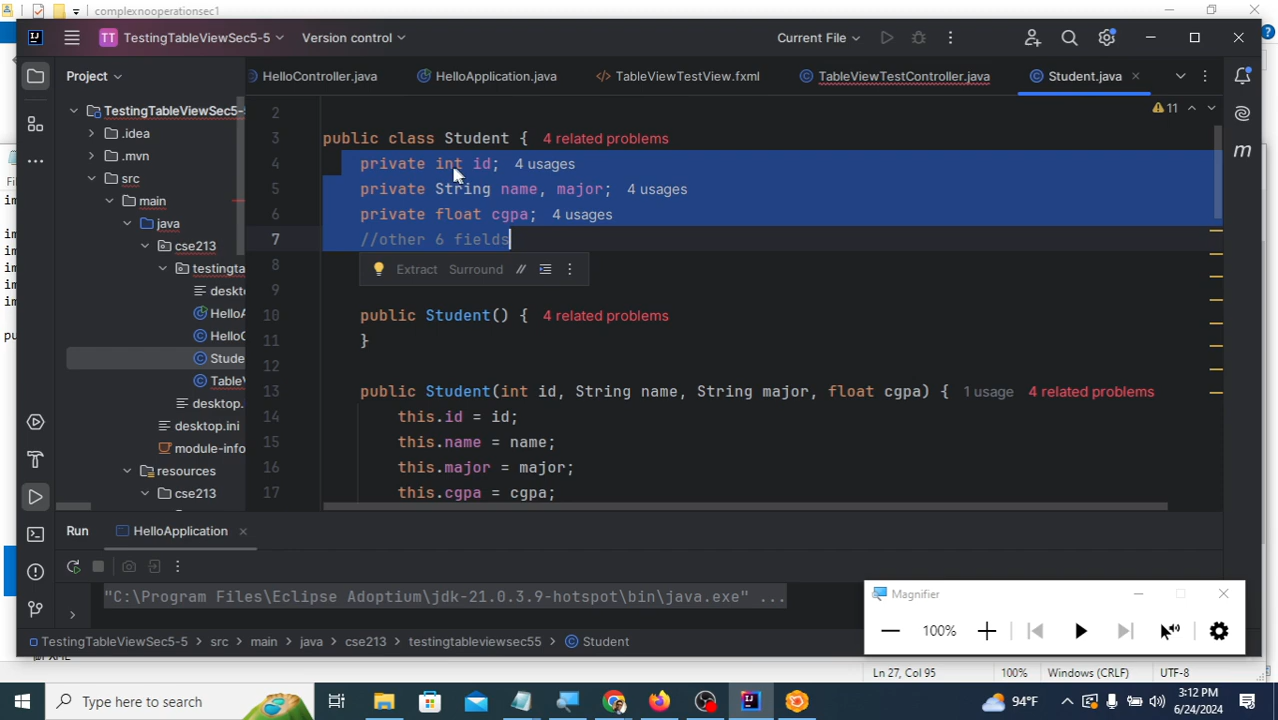 complexnooperationsec1
TT TestingTableViewSec5-5 Version control Current File
Project HelloController.java HelloApplication.java </> TableViewTestView.fxml TableViewTestController.java Student.java
TestingTableViewSec5-
.idea
.mvn
src
main
java
cse213
testingta
deskt
HelloA
HelloC
Stude
TableV
desktop.
desktop.ini
module-info
resources
cse213
11
2
3 public class Student { 4 related problems
4 private int id; 4 usages
5 private String name, major; 4 usages
6 private float cgpa; 4 usages
7 //other 6 fields
8 Extract Surround //
9
10 public Student() { 4 related problems
11 }
12
13 public Student(int id, String name, String major, float cgpa) { 1 usage 4 related problems
14 this.id = id;
15 this.name = name;
16 this.major = major;
17 this.cgpa = cgpa;
Run HelloApplication
"C:\Program Files\Eclipse Adoptium\jdk-21.0.3.9-hotspot\bin\java.exe" ...
TestingTableViewSec5-5 > src > main > java > cse213 > testingtableviewsec55 > Student
Magnifier
100%
Ln 27, Col 95 100% Windows (CRLF) UTF-8
Type here to search
94°F
3:12 PM
6/24/2024